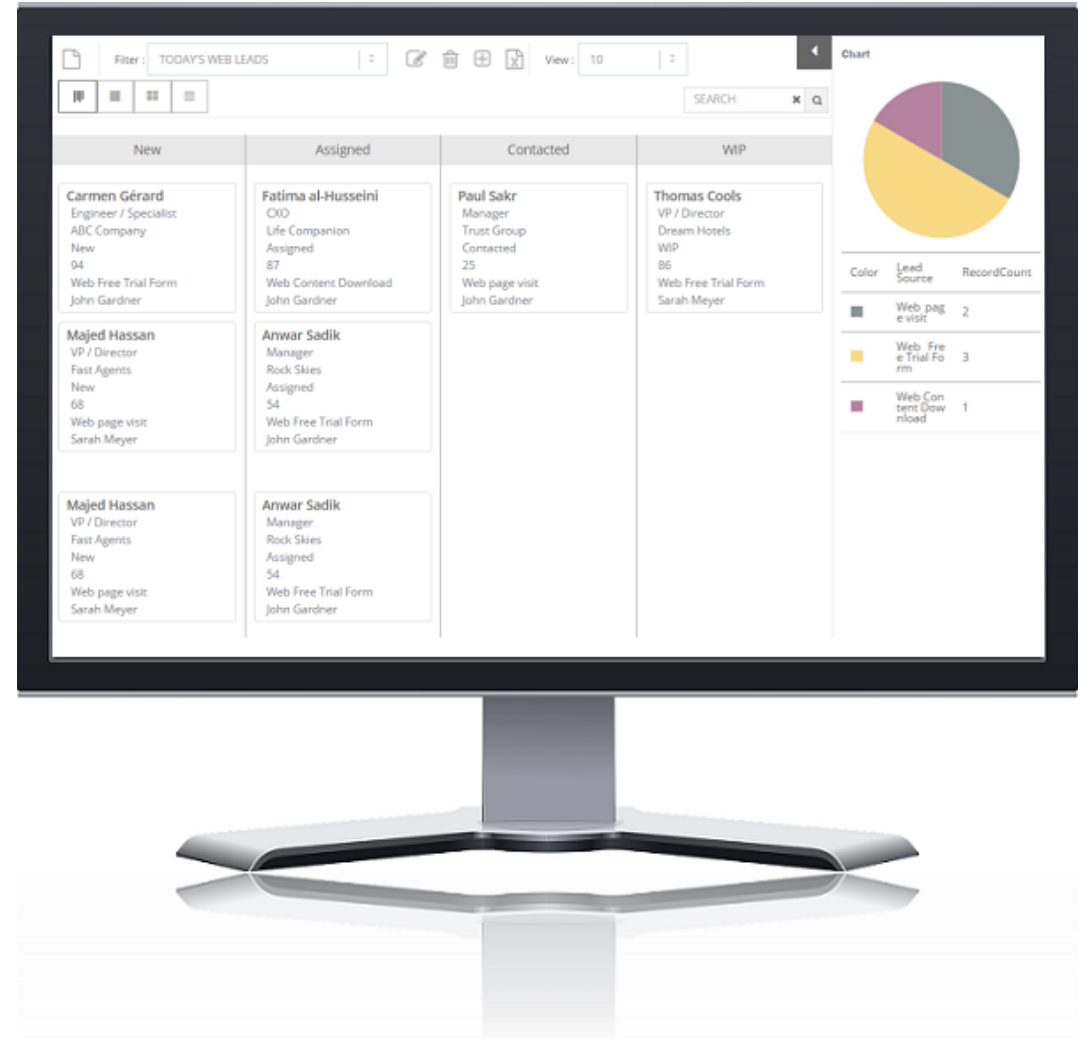 Filter : TODAY'S WEB LEADS View : 10
SEARCH
New Assigned Contacted WIP
Carmen Gérard
Engineer / Specialist
ABC Company
New
94
Web Free Trial Form
John Gardner
Majed Hassan
VP / Director
Fast Agents
New
68
Web page visit
Sarah Meyer
Majed Hassan
VP / Director
Fast Agents
New
68
Web page visit
Sarah Meyer
Fatima al-Husseini
CXO
Life Companion
Assigned
87
Web Content Download
John Gardner
Anwar Sadik
Manager
Rock Skies
Assigned
54
Web Free Trial Form
John Gardner
Anwar Sadik
Manager
Rock Skies
Assigned
54
Web Free Trial Form
John Gardner
Paul Sakr
Manager
Trust Group
Contacted
25
Web page visit
John Gardner
Thomas Cools
VP / Director
Dream Hotels
WIP
86
Web Free Trial Form
Sarah Meyer
Chart
Color Lead Source RecordCount
Web pag
e visit 2
Web Fre
e Trial Fo
rm 3
Web Con
tent Dow
nload 1